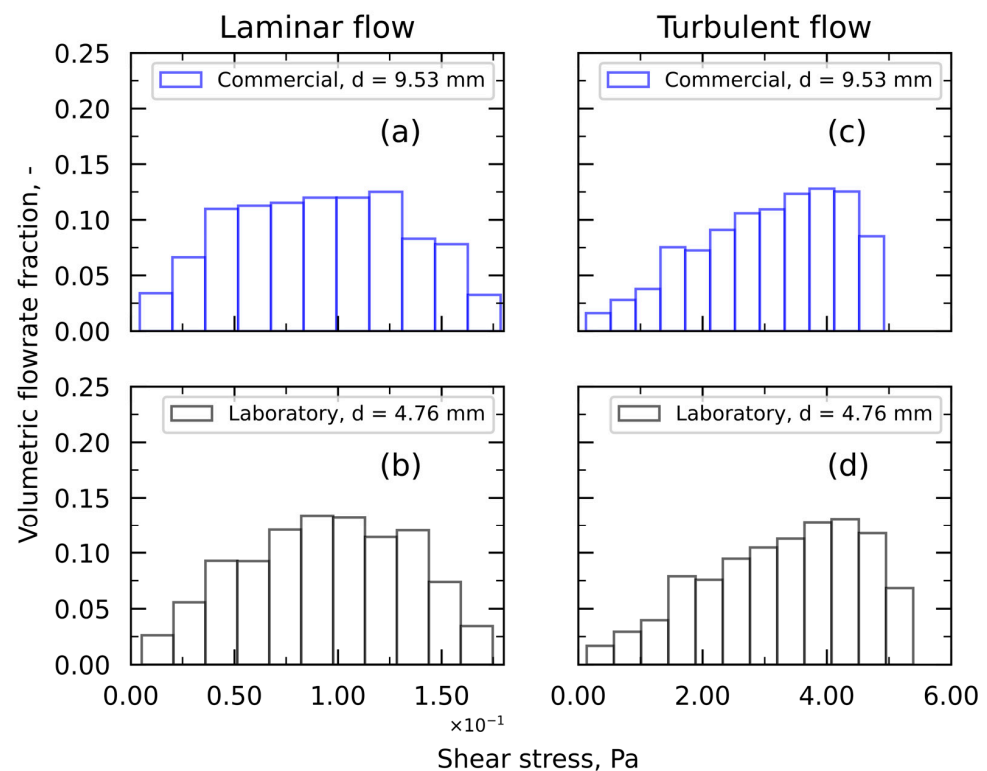 Laminar flow
Turbulent flow
Volumetric flowrate fraction, -
0.25
0.20
0.15
0.10
0.05
0.00
Commercial, d = 9.53 mm
(a)
Commercial, d = 9.53 mm
(c)
0.25
0.20
0.15
0.10
0.05
0.00
Laboratory, d = 4.76 mm
(b)
Laboratory, d = 4.76 mm
(d)
0.00 0.50 1.00 1.50
×10⁻¹
0.00 2.00 4.00 6.00
Shear stress, Pa